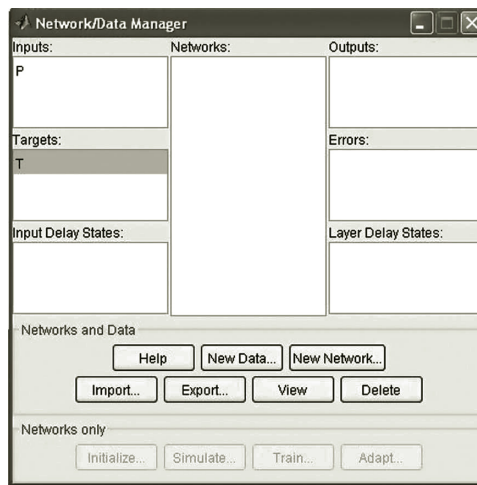 Network/Data Manager
Inputs: Networks: Outputs:
P
Targets: Errors:
T
Input Delay States: Layer Delay States:
Networks and Data
Help New Data... New Network...
Import... Export... View Delete
Networks only
Initialize... Simulate... Train... Adapt...